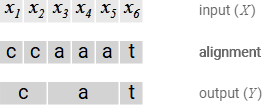 x₁ x₂ x₃ x₄ x₅ x₆ input (X)
c c a a a t alignment
c a t output (Y)